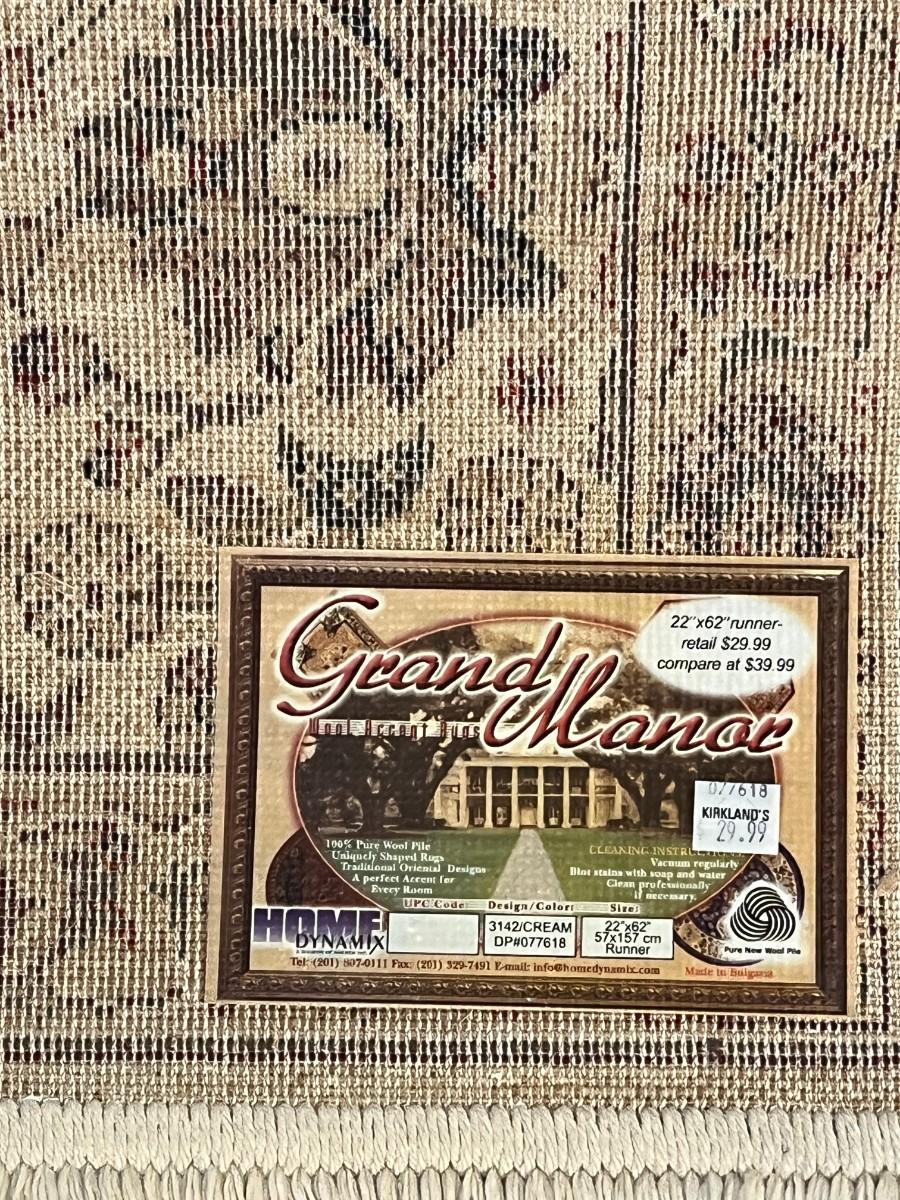 22"x62"runner-
retail $29.99
compare at $39.99
Grand
Manor
077618
KIRKLAND'S
29.99
100% Pure Wool Pile
Uniquely Shaped Rugs
Traditional Oriental Designs
A perfect Accent for
Every Room
CLEANING INSTRUCTIONS
Vacuum regularly
Blot stains with soap and water
Clean professionally
if necessary.
HOME
DYNAMIX
UPC Code:
Design/Color:
3142/CREAM
DP#077618
Size:
22"x62"
57x157 cm
Runner
Pure New Wool Pile
Tel: (201) 807-0111 Fax: (201) 329-7491 E-mail: info@homedynamix.com
Made in Bulgaria